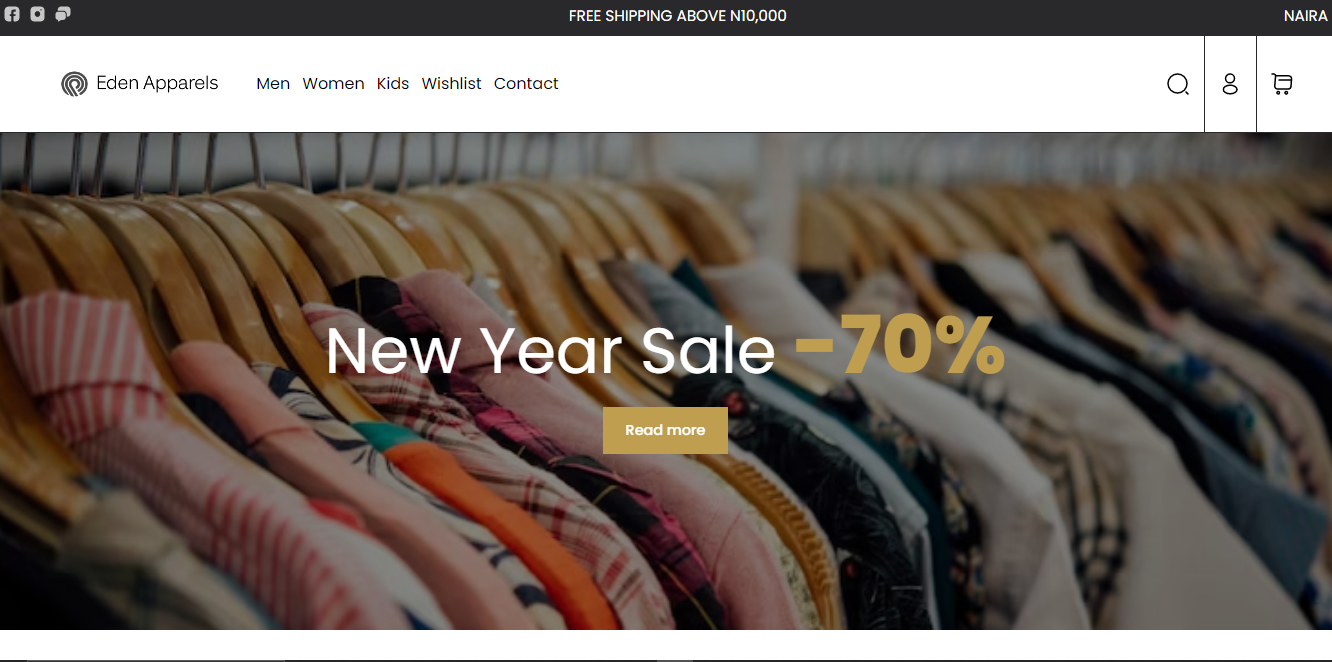 FREE SHIPPING ABOVE N10,000
NAIRA
Eden Apparels
Men Women Kids Wishlist Contact
New Year Sale -70%
Read more